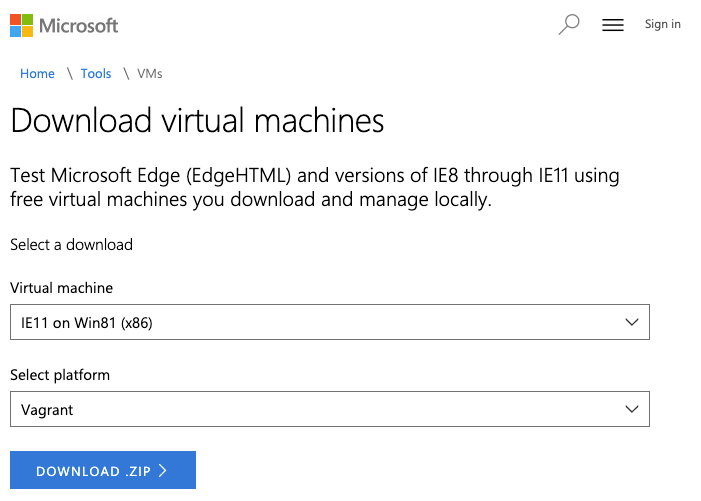 Microsoft
Sign in
Home \ Tools \ VMs
Download virtual machines
Test Microsoft Edge (EdgeHTML) and versions of IE8 through IE11 using
free virtual machines you download and manage locally.
Select a download
Virtual machine
IE11 on Win81 (x86)
Select platform
Vagrant
DOWNLOAD .ZIP